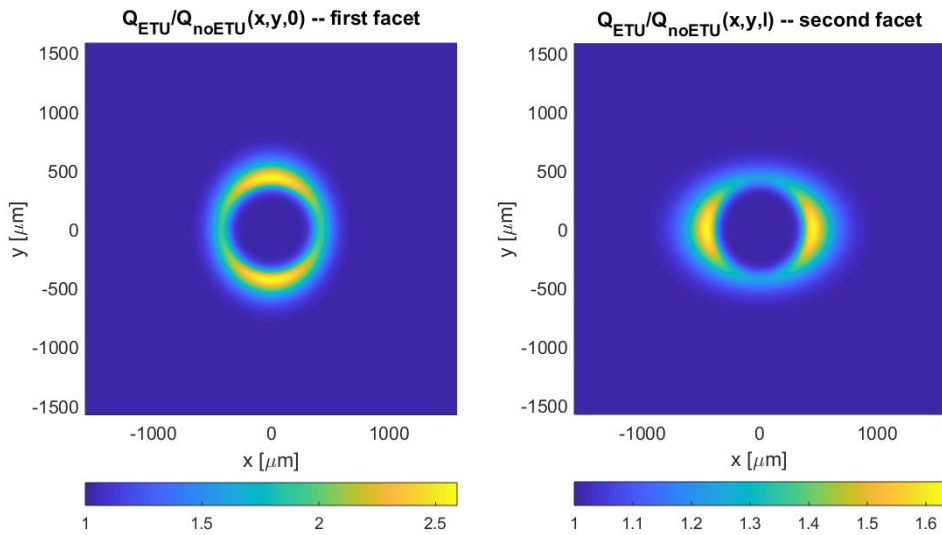 Q_ETU/Q_noETU(x,y,0) -- first facet
1500
1000
500
0
-500
-1000
-1500
y [μm]
-1000 0 1000
x [μm]
1 1.5 2 2.5
Q_ETU/Q_noETU(x,y,l) -- second facet
1500
1000
500
0
-500
-1000
-1500
y [μm]
-1000 0 1000
x [μm]
1 1.1 1.2 1.3 1.4 1.5 1.6